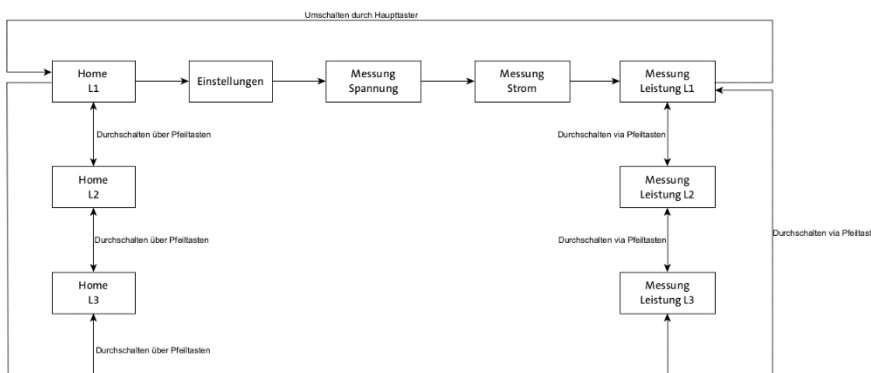 Umschalten durch Haupttaster
Home
L1
Einstellungen
Messung
Spannung
Messung
Strom
Messung
Leistung L1
Durchschalten über Pfeiltasten
Durchschalten via Pfeiltasten
Home
L2
Messung
Leistung L2
Durchschalten über Pfeiltasten
Durchschalten via Pfeiltasten
Durchschalten via Pfeiltast
Home
L3
Messung
Leistung L3
Durchschalten über Pfeiltasten